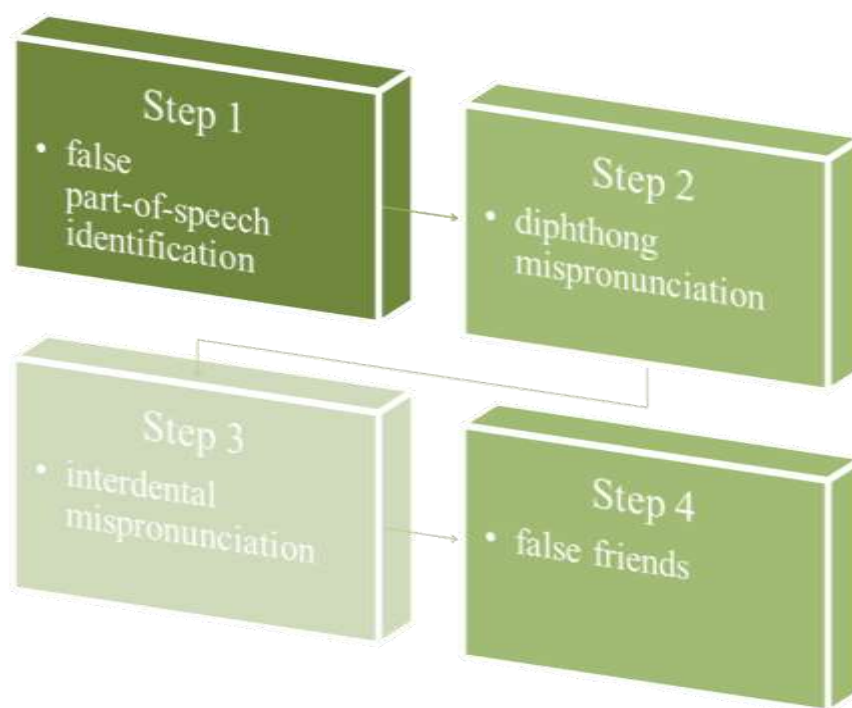 Step 1
• false
part-of-speech
identification
Step 2
• diphthong
mispronunciation
Step 3
• interdental
mispronunciation
Step 4
• false friends